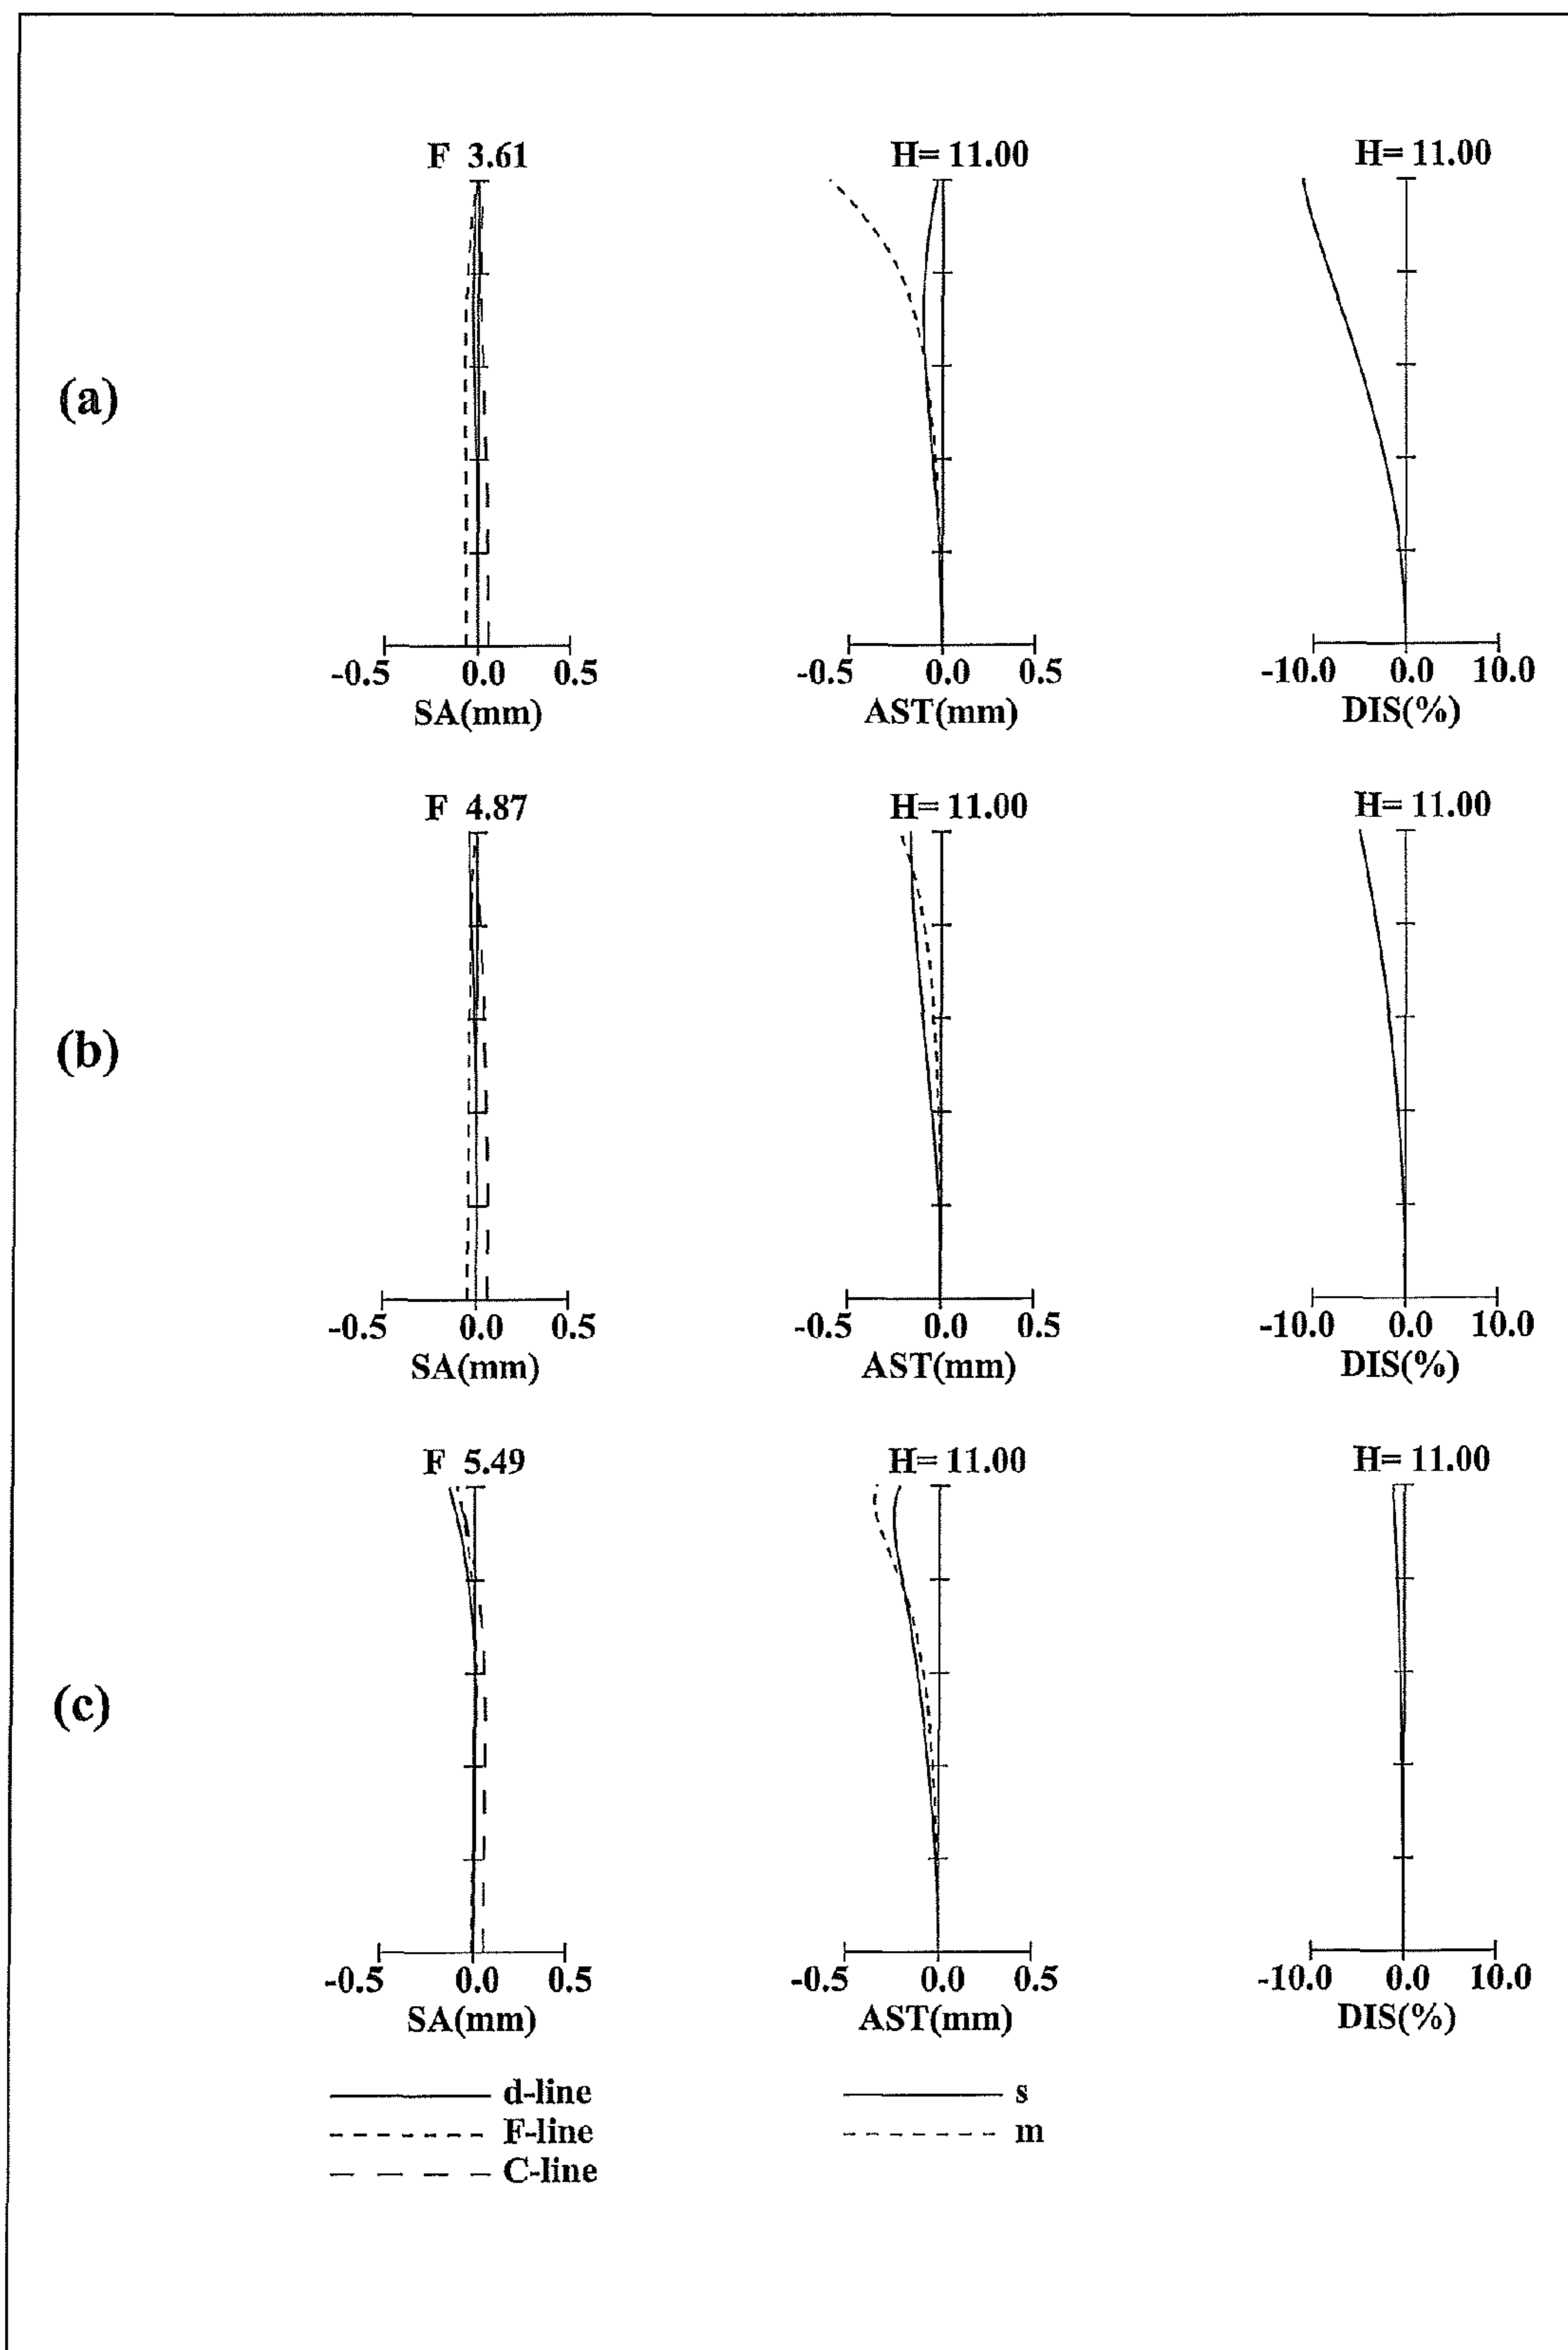 F 3.61
H= 11.00
H= 11.00
(a)
-0.5 0.0 0.5
SA(mm)
-0.5 0.0 0.5
AST(mm)
-10.0 0.0 10.0
DIS(%)
F 4.87
H= 11.00
H= 11.00
(b)
-0.5 0.0 0.5
SA(mm)
-0.5 0.0 0.5
AST(mm)
-10.0 0.0 10.0
DIS(%)
F 5.49
H= 11.00
H= 11.00
(c)
-0.5 0.0 0.5
SA(mm)
-0.5 0.0 0.5
AST(mm)
-10.0 0.0 10.0
DIS(%)
d-line
F-line
C-line
s
m